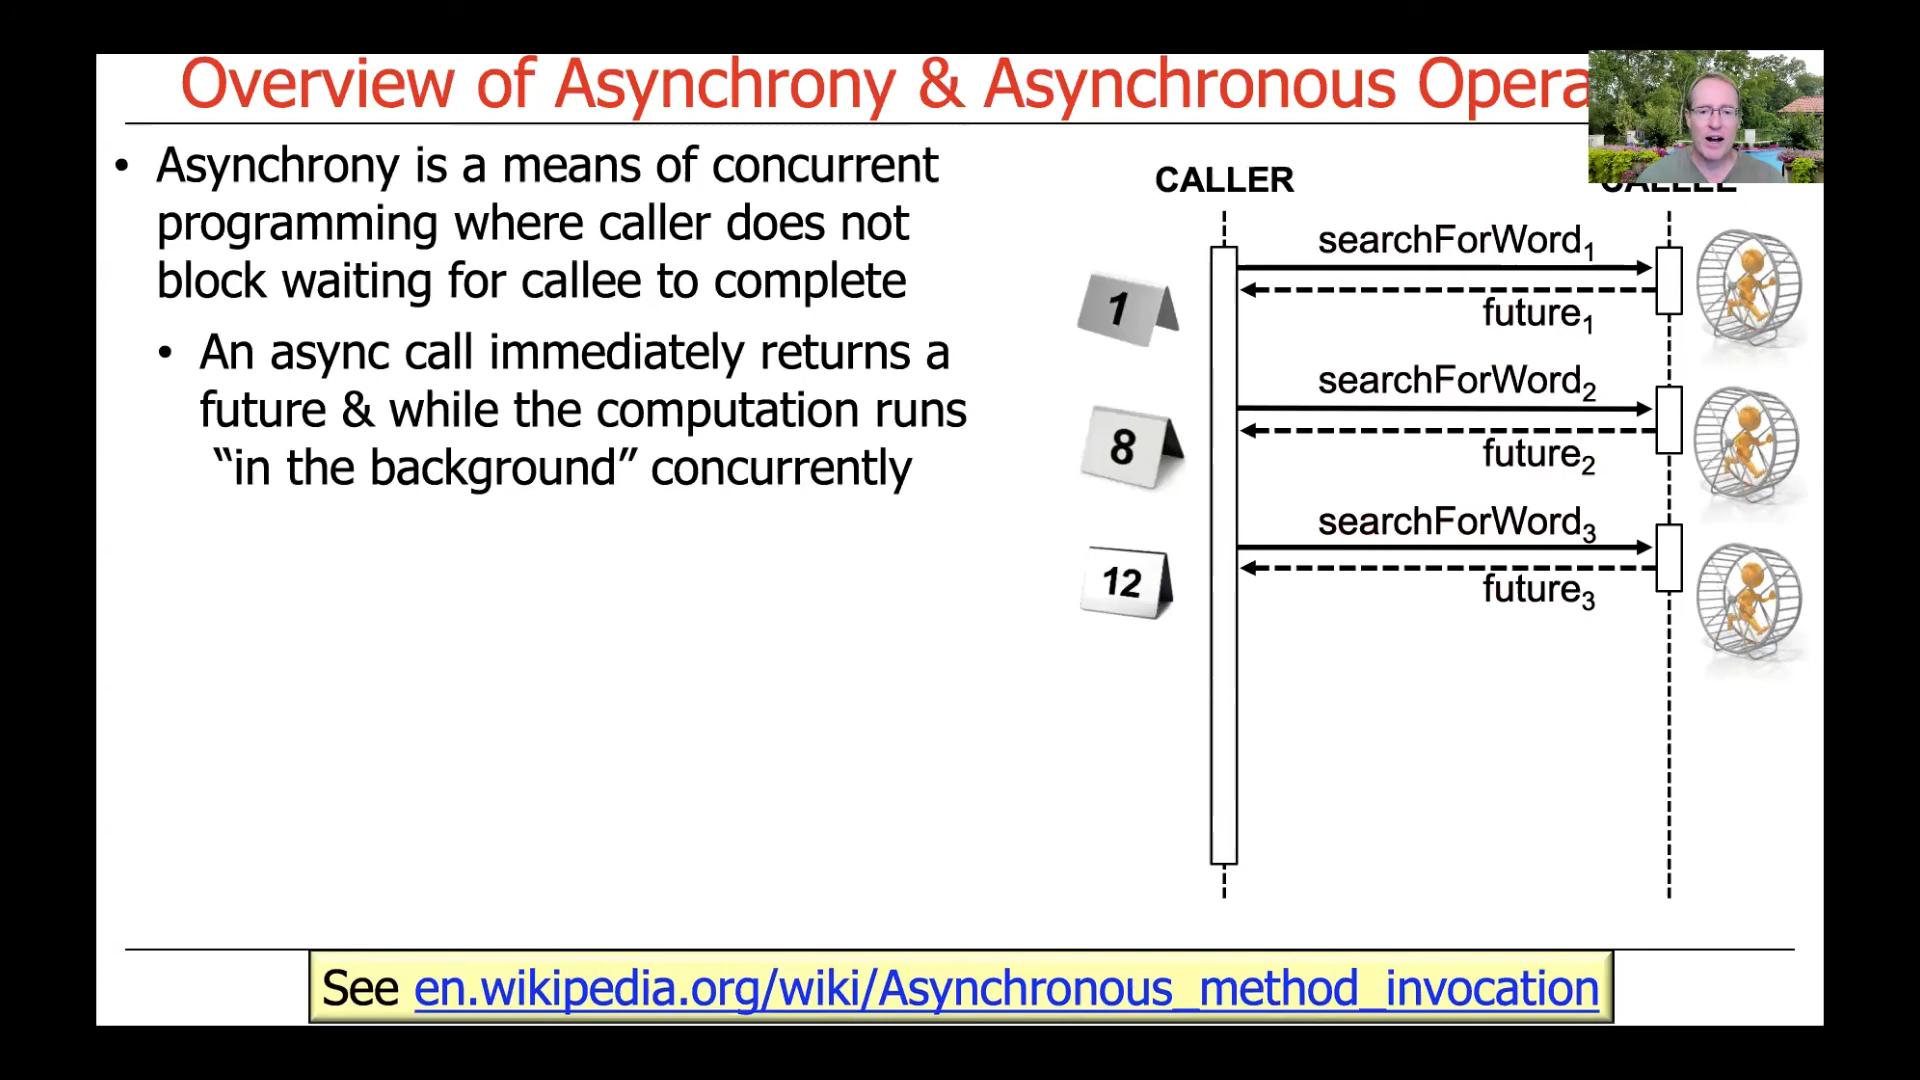 Overview of Asynchrony & Asynchronous Opera
• Asynchrony is a means of concurrent
programming where caller does not
block waiting for callee to complete
• An async call immediately returns a
future & while the computation runs
“in the background” concurrently
CALLER
CALLEE
searchForWord1
future1
1
searchForWord2
future2
8
searchForWord3
future3
12
See en.wikipedia.org/wiki/Asynchronous_method_invocation